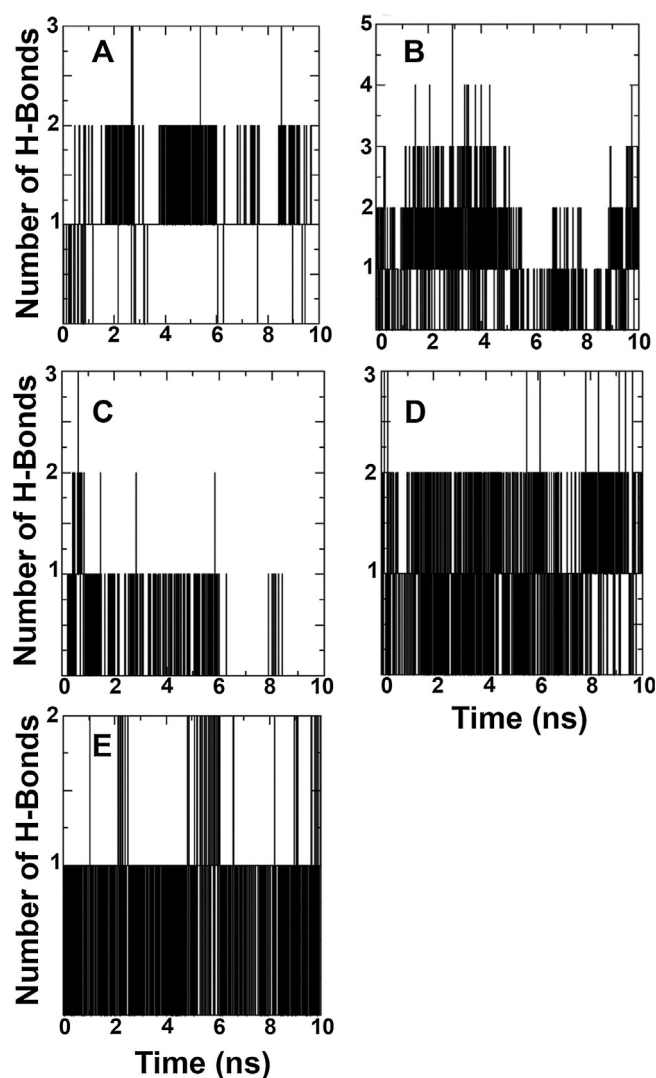 3 5
A B
4
2 3
2
1
1
Number of H-Bonds
0 2 4 6 8 10 0 2 4 6 8 10
3 3
C D
2 2
1 1
Number of H-Bonds
0 2 4 6 8 10 0 2 4 6 8 10
Time (ns)
2
E
1
Number of H-Bonds
0 2 4 6 8 10
Time (ns)